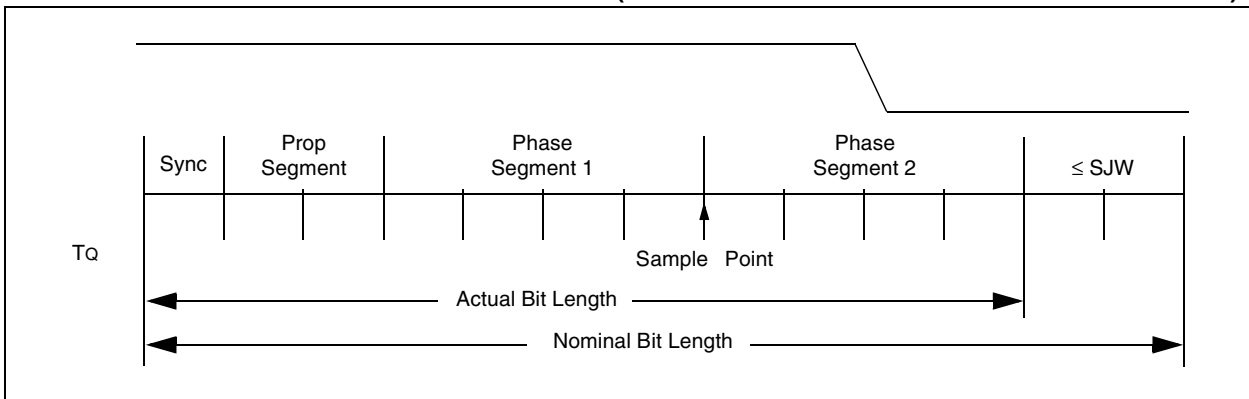 Sync
Prop
Segment
Phase
Segment 1
Phase
Segment 2
≤ SJW
TQ
Sample Point
Actual Bit Length
Nominal Bit Length